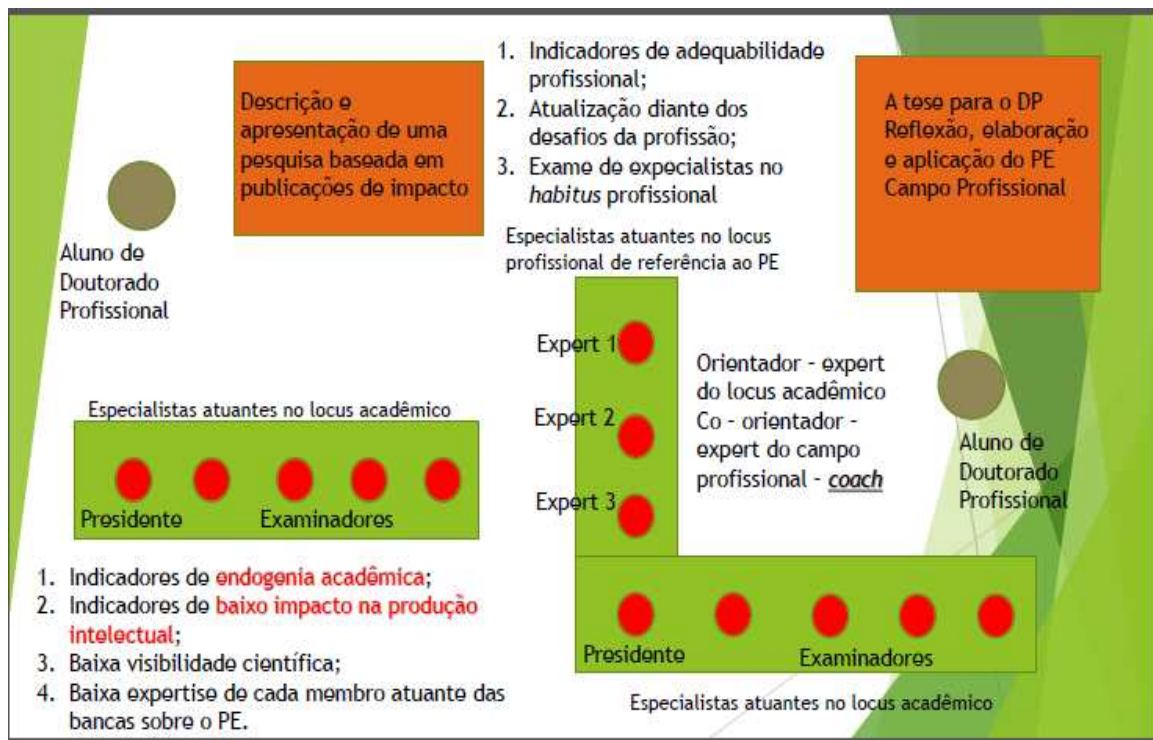 Descrição e
apresentação de uma
pesquisa baseada em
publicações de impacto
Aluno de
Doutorado
Profissional
Especialistas atuantes no locus acadêmico
Presidente
Examinadores
1. Indicadores de endogenia acadêmica;
2. Indicadores de baixo impacto na produção
intelectual;
3. Baixa visibilidade científica;
4. Baixa expertise de cada membro atuante das
bancas sobre o PE.
1. Indicadores de adequabilidade
profissional;
2. Atualização diante dos
desafios da profissão;
3. Exame de expecialistas no
habitus profissional
Especialistas atuantes no locus
profissional de referência ao PE
Expert 1
Expert 2
Expert 3
Orientador - expert
do locus acadêmico
Co - orientador -
expert do campo
profissional - coach
A tese para o DP
Reflexão, elaboração
e aplicação do PE
Campo Profissional
Aluno de
Doutorado
Profissional
Presidente
Examinadores
Especialistas atuantes no locus acadêmico